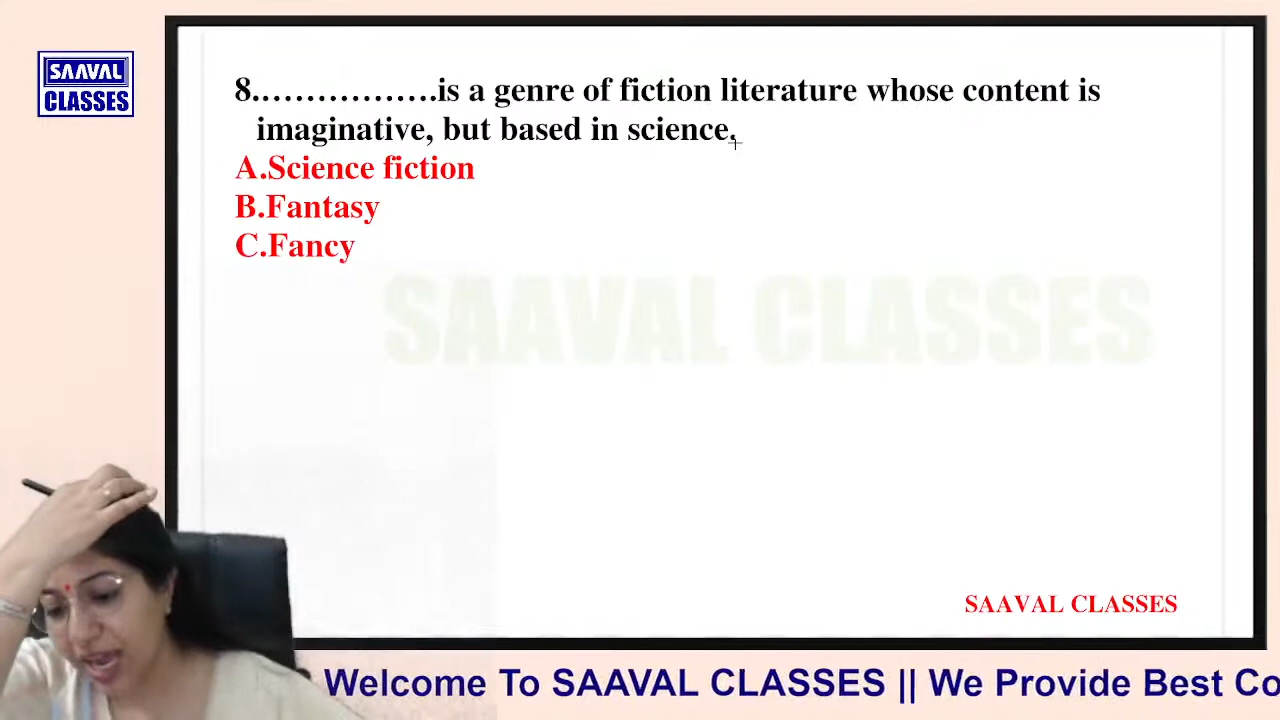 SAAVAL
CLASSES
8.……………….is a genre of fiction literature whose content is
imaginative, but based in science.
A.Science fiction
B.Fantasy
C.Fancy
SAAVAL CLASSES
SAAVAL CLASSES
Welcome To SAAVAL CLASSES || We Provide Best Co